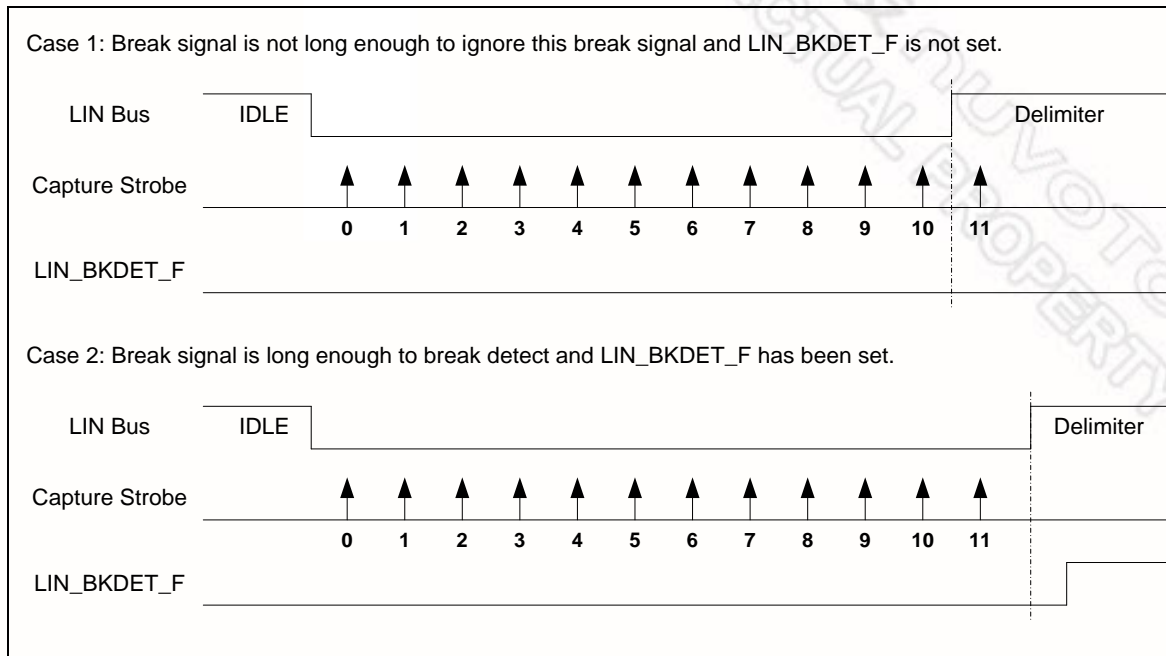 Case 1: Break signal is not long enough to ignore this break signal and LIN_BKDET_F is not set.
LIN Bus IDLE Delimiter
Capture Strobe
0 1 2 3 4 5 6 7 8 9 10 11
LIN_BKDET_F
Case 2: Break signal is long enough to break detect and LIN_BKDET_F has been set.
LIN Bus IDLE Delimiter
Capture Strobe
0 1 2 3 4 5 6 7 8 9 10 11
LIN_BKDET_F